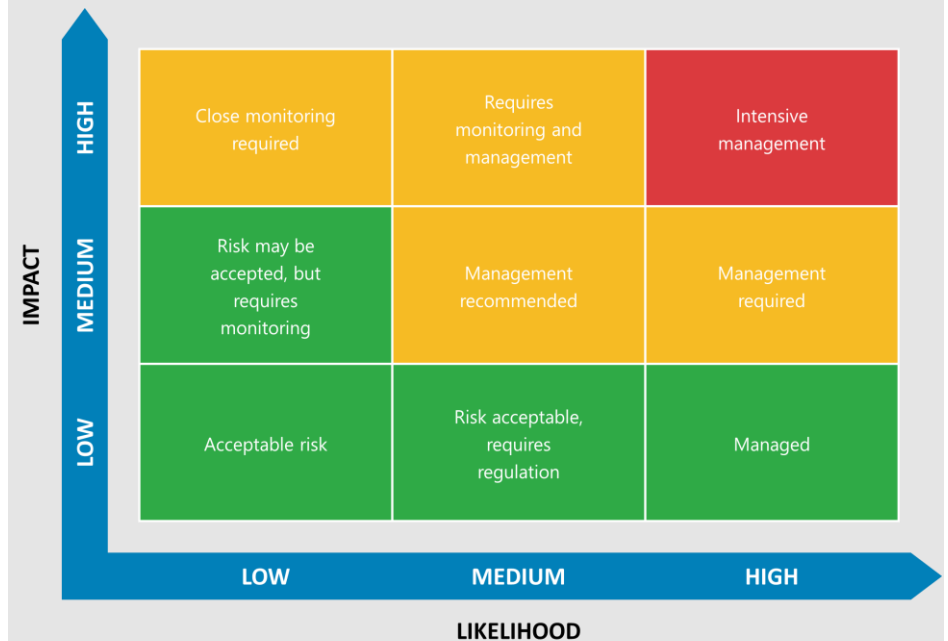 IMPACT
HIGH
MEDIUM
LOW
Close monitoring
required
Requires
monitoring and
management
Intensive
management
Risk may be
accepted, but
requires
monitoring
Management
recommended
Management
required
Acceptable risk
Risk acceptable,
requires
regulation
Managed
LOW
MEDIUM
HIGH
LIKELIHOOD